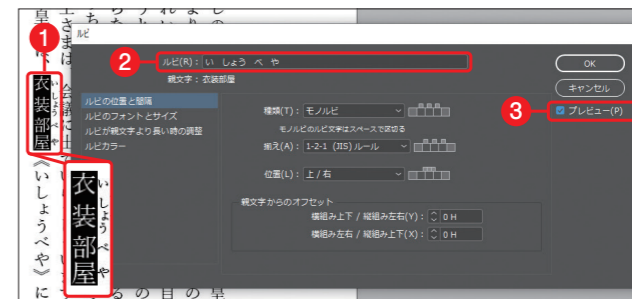 ルビ
1
2
3
ルビ(R)： い しょう べ や
親文字：衣装部屋
ルビの位置と間隔
ルビのフォントとサイズ
ルビが親文字より長い時の調整
ルビカラー
種類(T)： モノルビ
モノルビのルビ文字はスペースで区切る
揃え(A)： 1-2-1 (JIS) ルール
位置(L)： 上 / 右
親文字からのオフセット
横組み上下 / 縦組み左右(Y)： 0 H
横組み左右 / 縦組み上下(X)： 0 H
OK
キャンセル
プレビュー(P)
衣装部屋
いしょうべや
衣装部屋
いしょうべや
《いしょうべや》に